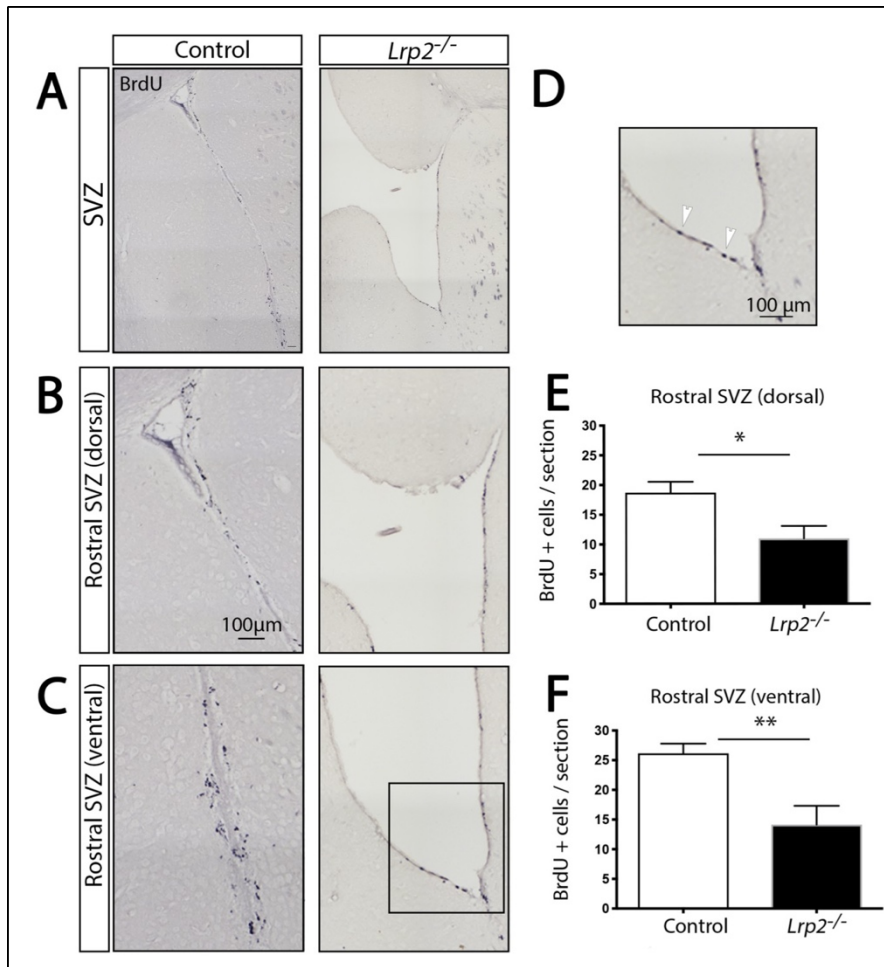 Control
Lrp2-/-
A
BrdU
SVZ
B
Rostral SVZ (dorsal)
100µm
C
Rostral SVZ (ventral)
D
100 µm
E
Rostral SVZ (dorsal)
BrdU + cells / section
30
25
20
15
10
5
0
*
Control
Lrp2-/-
F
Rostral SVZ (ventral)
BrdU + cells / section
30
25
20
15
10
5
0
**
Control
Lrp2-/-